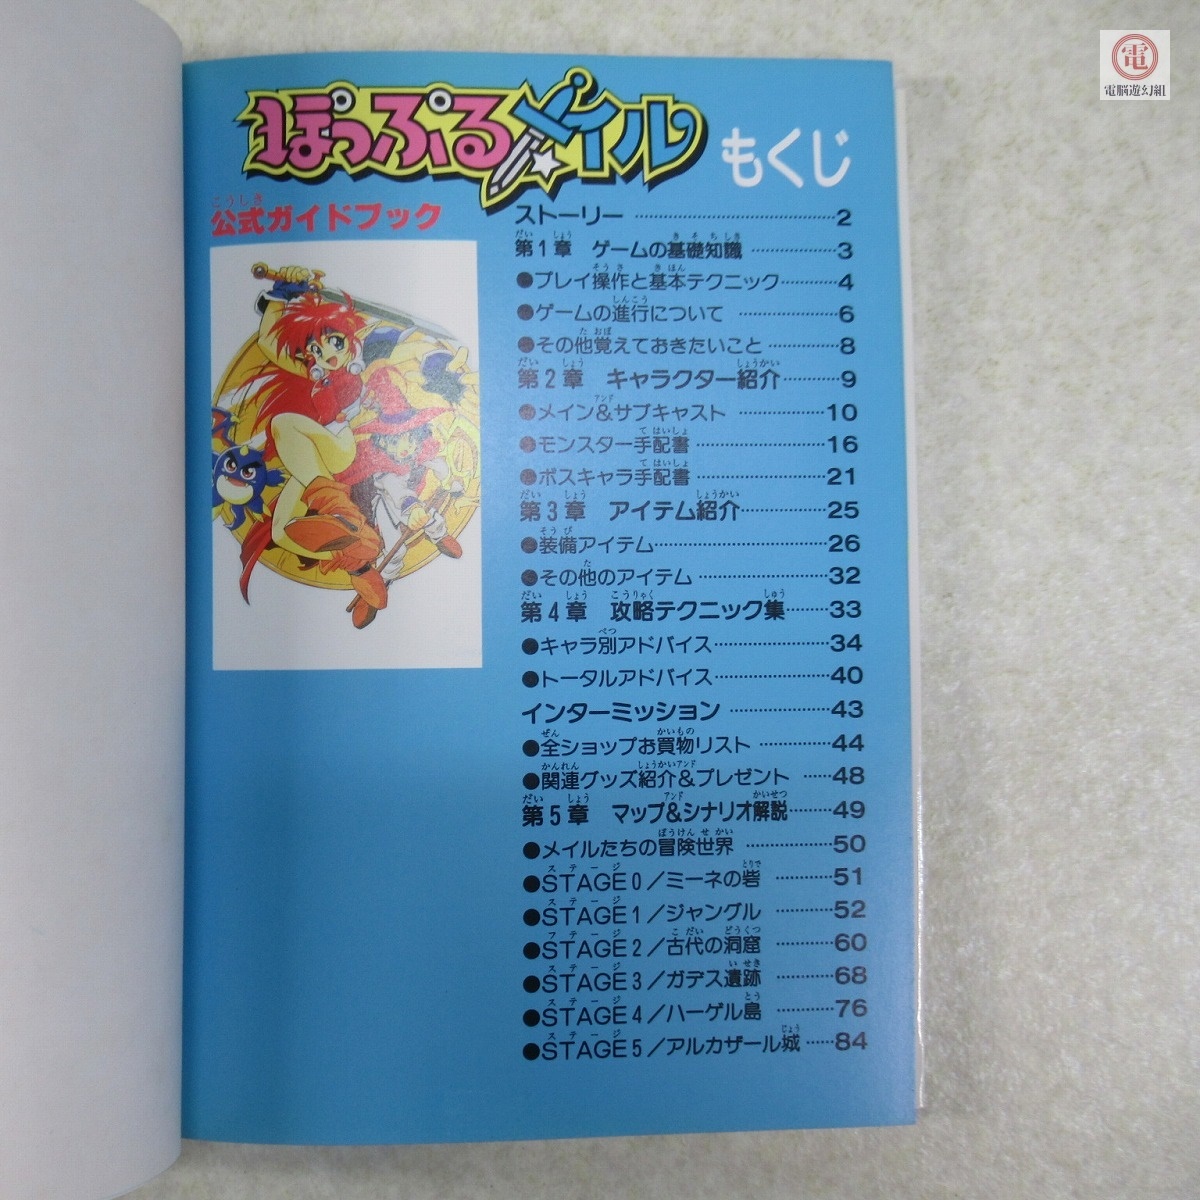 電
電脳遊幻組
ぽっぷるメイル
もくじ
公式ガイドブック
ストーリー ……………………2
第1章 ゲームの基礎知識 …………3
●プレイ操作と基本テクニック………4
●ゲームの進行について …………6
●その他覚えておきたいこと ………8
第2章 キャラクター紹介………9
●メイン&サブキャスト …………10
●モンスター手配書 ……………16
●ボスキャラ手配書 ……………21
第3章 アイテム紹介…………25
●装備アイテム…………………26
●その他のアイテム ……………32
第4章 攻略テクニック集……33
●キャラ別アドバイス……………34
●トータルアドバイス……………40
インターミッション …………43
●全ショップお買物リスト …………44
●関連グッズ紹介&プレゼント ……48
第5章 マップ&シナリオ解説………49
●メイルたちの冒険世界 …………50
●STAGE0/ミーネの砦 …………51
●STAGE1/ジャングル …………52
●STAGE2/古代の洞窟 …………60
●STAGE3/ガデス遺跡 …………68
●STAGE4/ハーゲル島 …………76
●STAGE5/アルカザール城 ……84